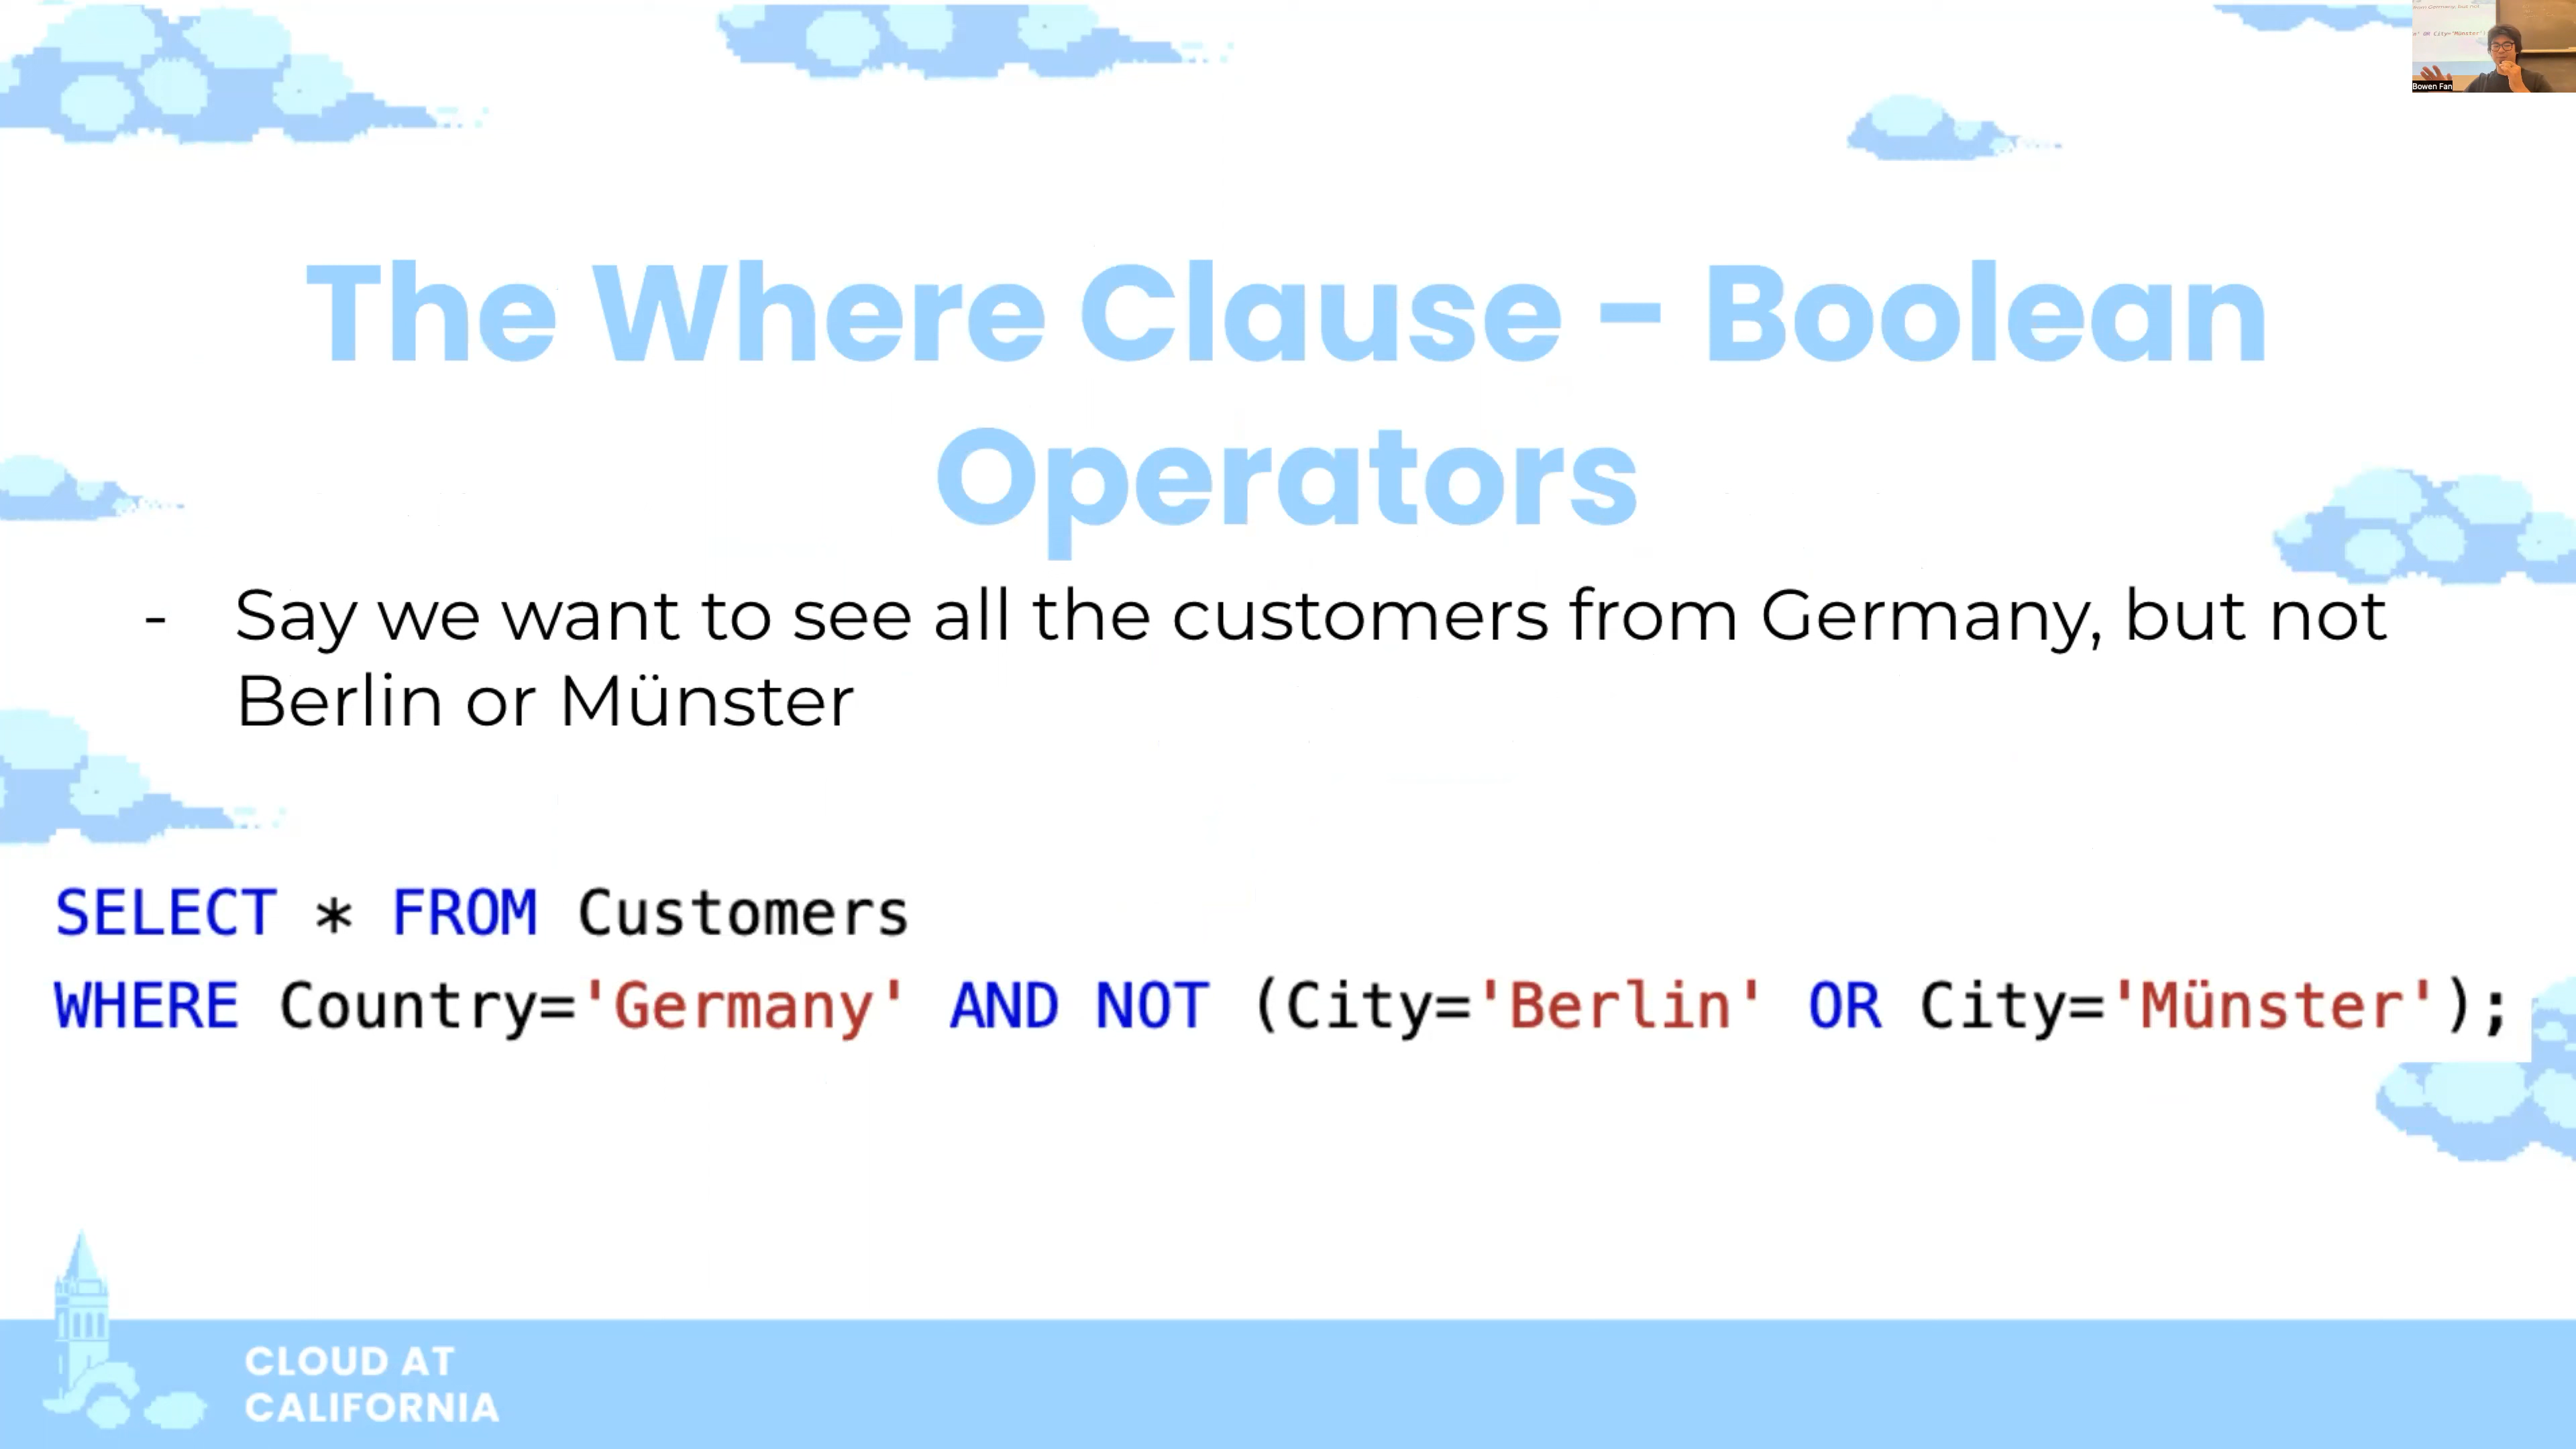 The Where Clause - Boolean
Operators
- Say we want to see all the customers from Germany, but not
Berlin or Münster
SELECT * FROM Customers
WHERE Country='Germany' AND NOT (City='Berlin' OR City='Münster');
CLOUD AT
CALIFORNIA
Bowen Fan